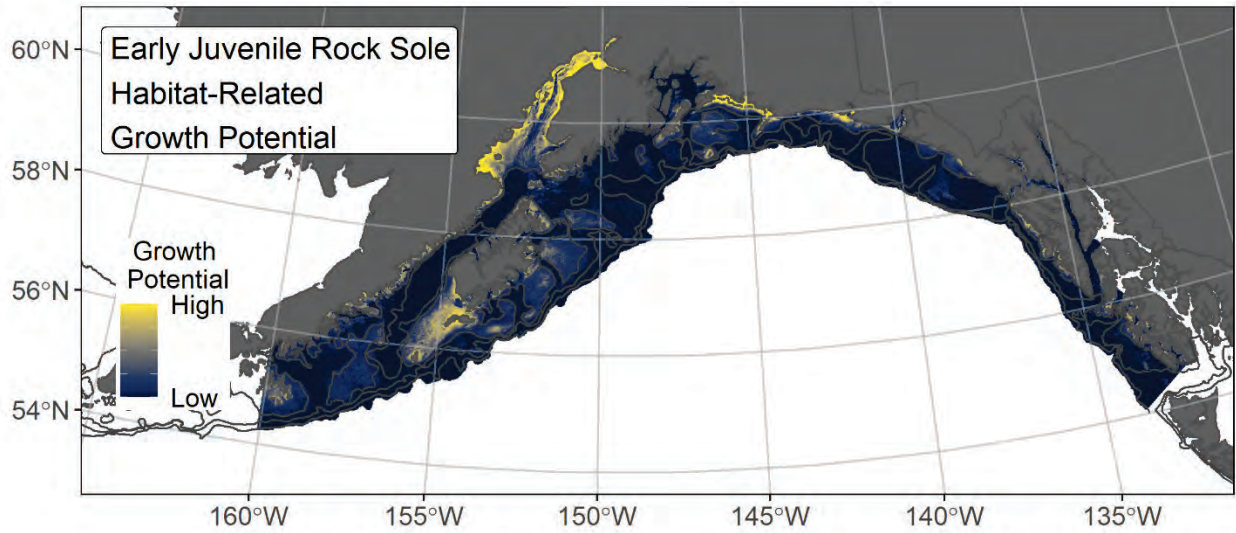 Early Juvenile Rock Sole
Habitat-Related
Growth Potential
60°N
58°N
56°N
54°N
Growth
Potential
High
Low
160°W
155°W
150°W
145°W
140°W
135°W